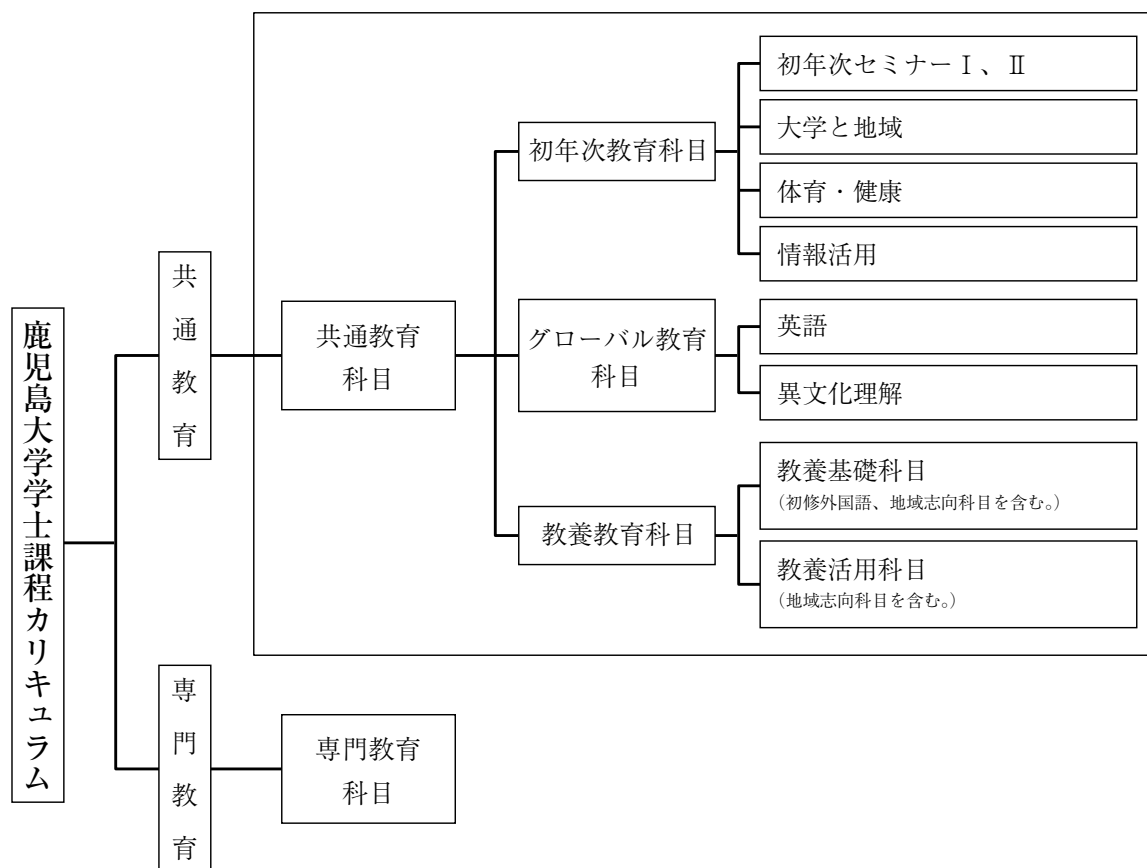 鹿児島大学学士課程カリキュラム
共通教育
共通教育
科目
初年次教育科目
初年次セミナーⅠ、Ⅱ
大学と地域
体育・健康
情報活用
グローバル教育
科目
英語
異文化理解
教養教育科目
教養基礎科目
(初修外国語、地域志向科目を含む。)
教養活用科目
(地域志向科目を含む。)
専門教育
専門教育
科目